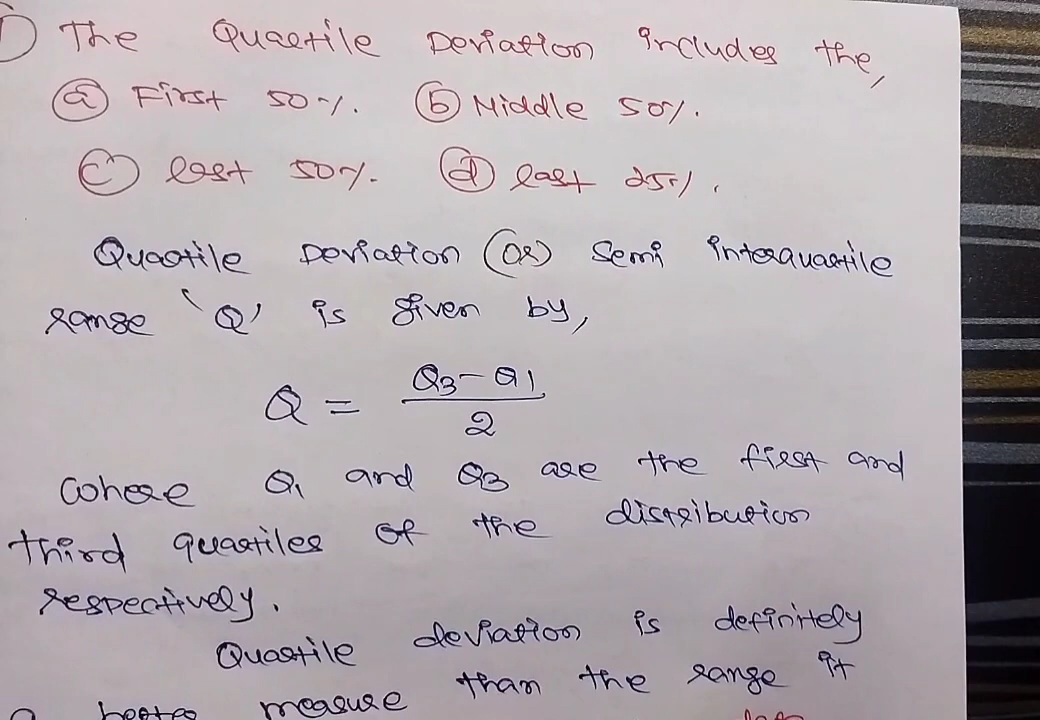 1) The Quartile Deviation includes the,
(a) First 50%. (b) Middle 50%.
(c) last 50%. (d) last 25%.
Quartile Deviation (or) Semi interquartile
range 'Q' is given by,
Q = Q3 - Q1 / 2
where Q1 and Q3 are the first and
third quartiles of the distribution
respectively.
Quartile deviation is definitely
a better measure than the range it